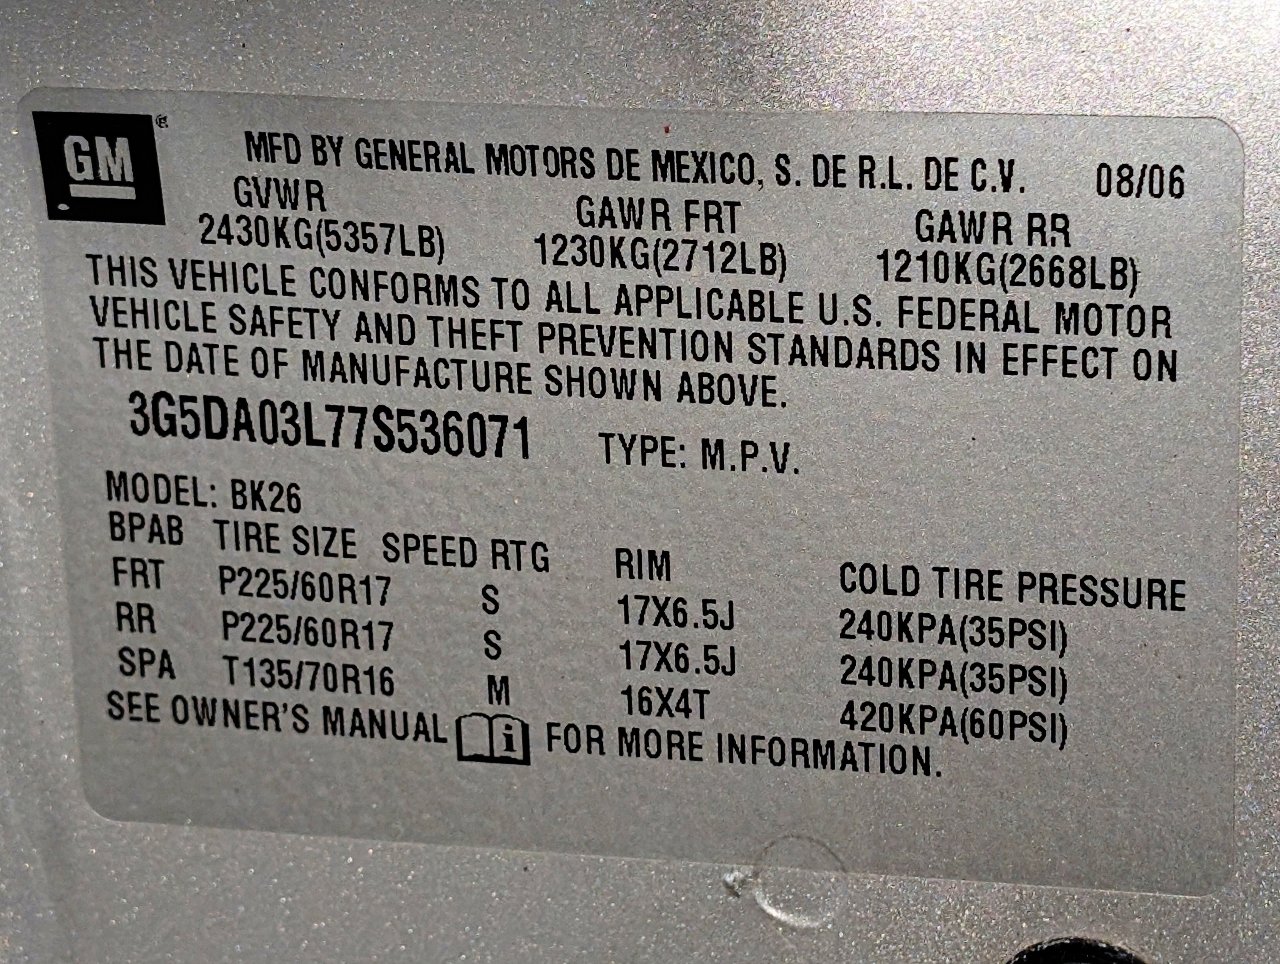 GM
MFD BY GENERAL MOTORS DE MEXICO, S. DE R.L. DE C.V. 08/06
GVWR GAWR FRT GAWR RR
2430KG(5357LB) 1230KG(2712LB) 1210KG(2668LB)
THIS VEHICLE CONFORMS TO ALL APPLICABLE U.S. FEDERAL MOTOR
VEHICLE SAFETY AND THEFT PREVENTION STANDARDS IN EFFECT ON
THE DATE OF MANUFACTURE SHOWN ABOVE.
3G5DA03L77S536071 TYPE: M.P.V.
MODEL: BK26
BPAB TIRE SIZE SPEED RTG RIM COLD TIRE PRESSURE
FRT P225/60R17 S 17X6.5J 240KPA(35PSI)
RR P225/60R17 S 17X6.5J 240KPA(35PSI)
SPA T135/70R16 M 16X4T 420KPA(60PSI)
SEE OWNER'S MANUAL i FOR MORE INFORMATION.